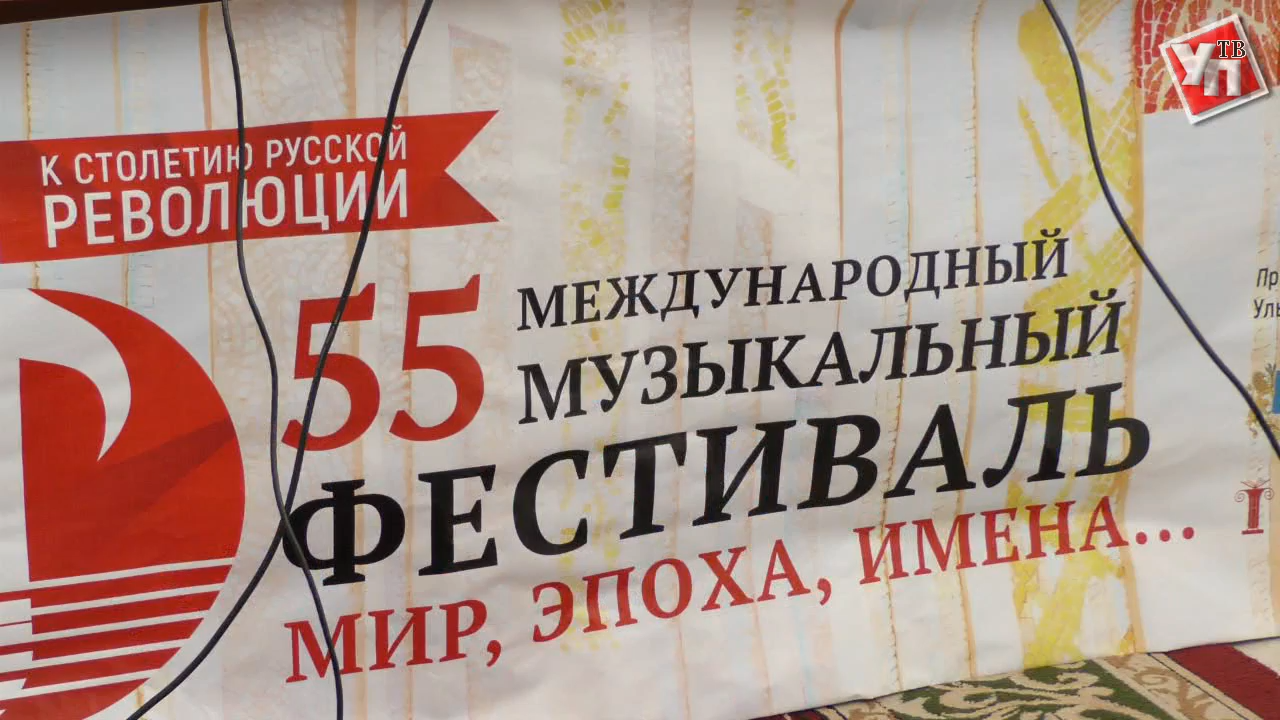 УП ТВ
К СТОЛЕТИЮ РУССКОЙ
РЕВОЛЮЦИИ
55 МЕЖДУНАРОДНЫЙ
МУЗЫКАЛЬНЫЙ
ФЕСТИВАЛЬ
МИР, ЭПОХА, ИМЕНА...